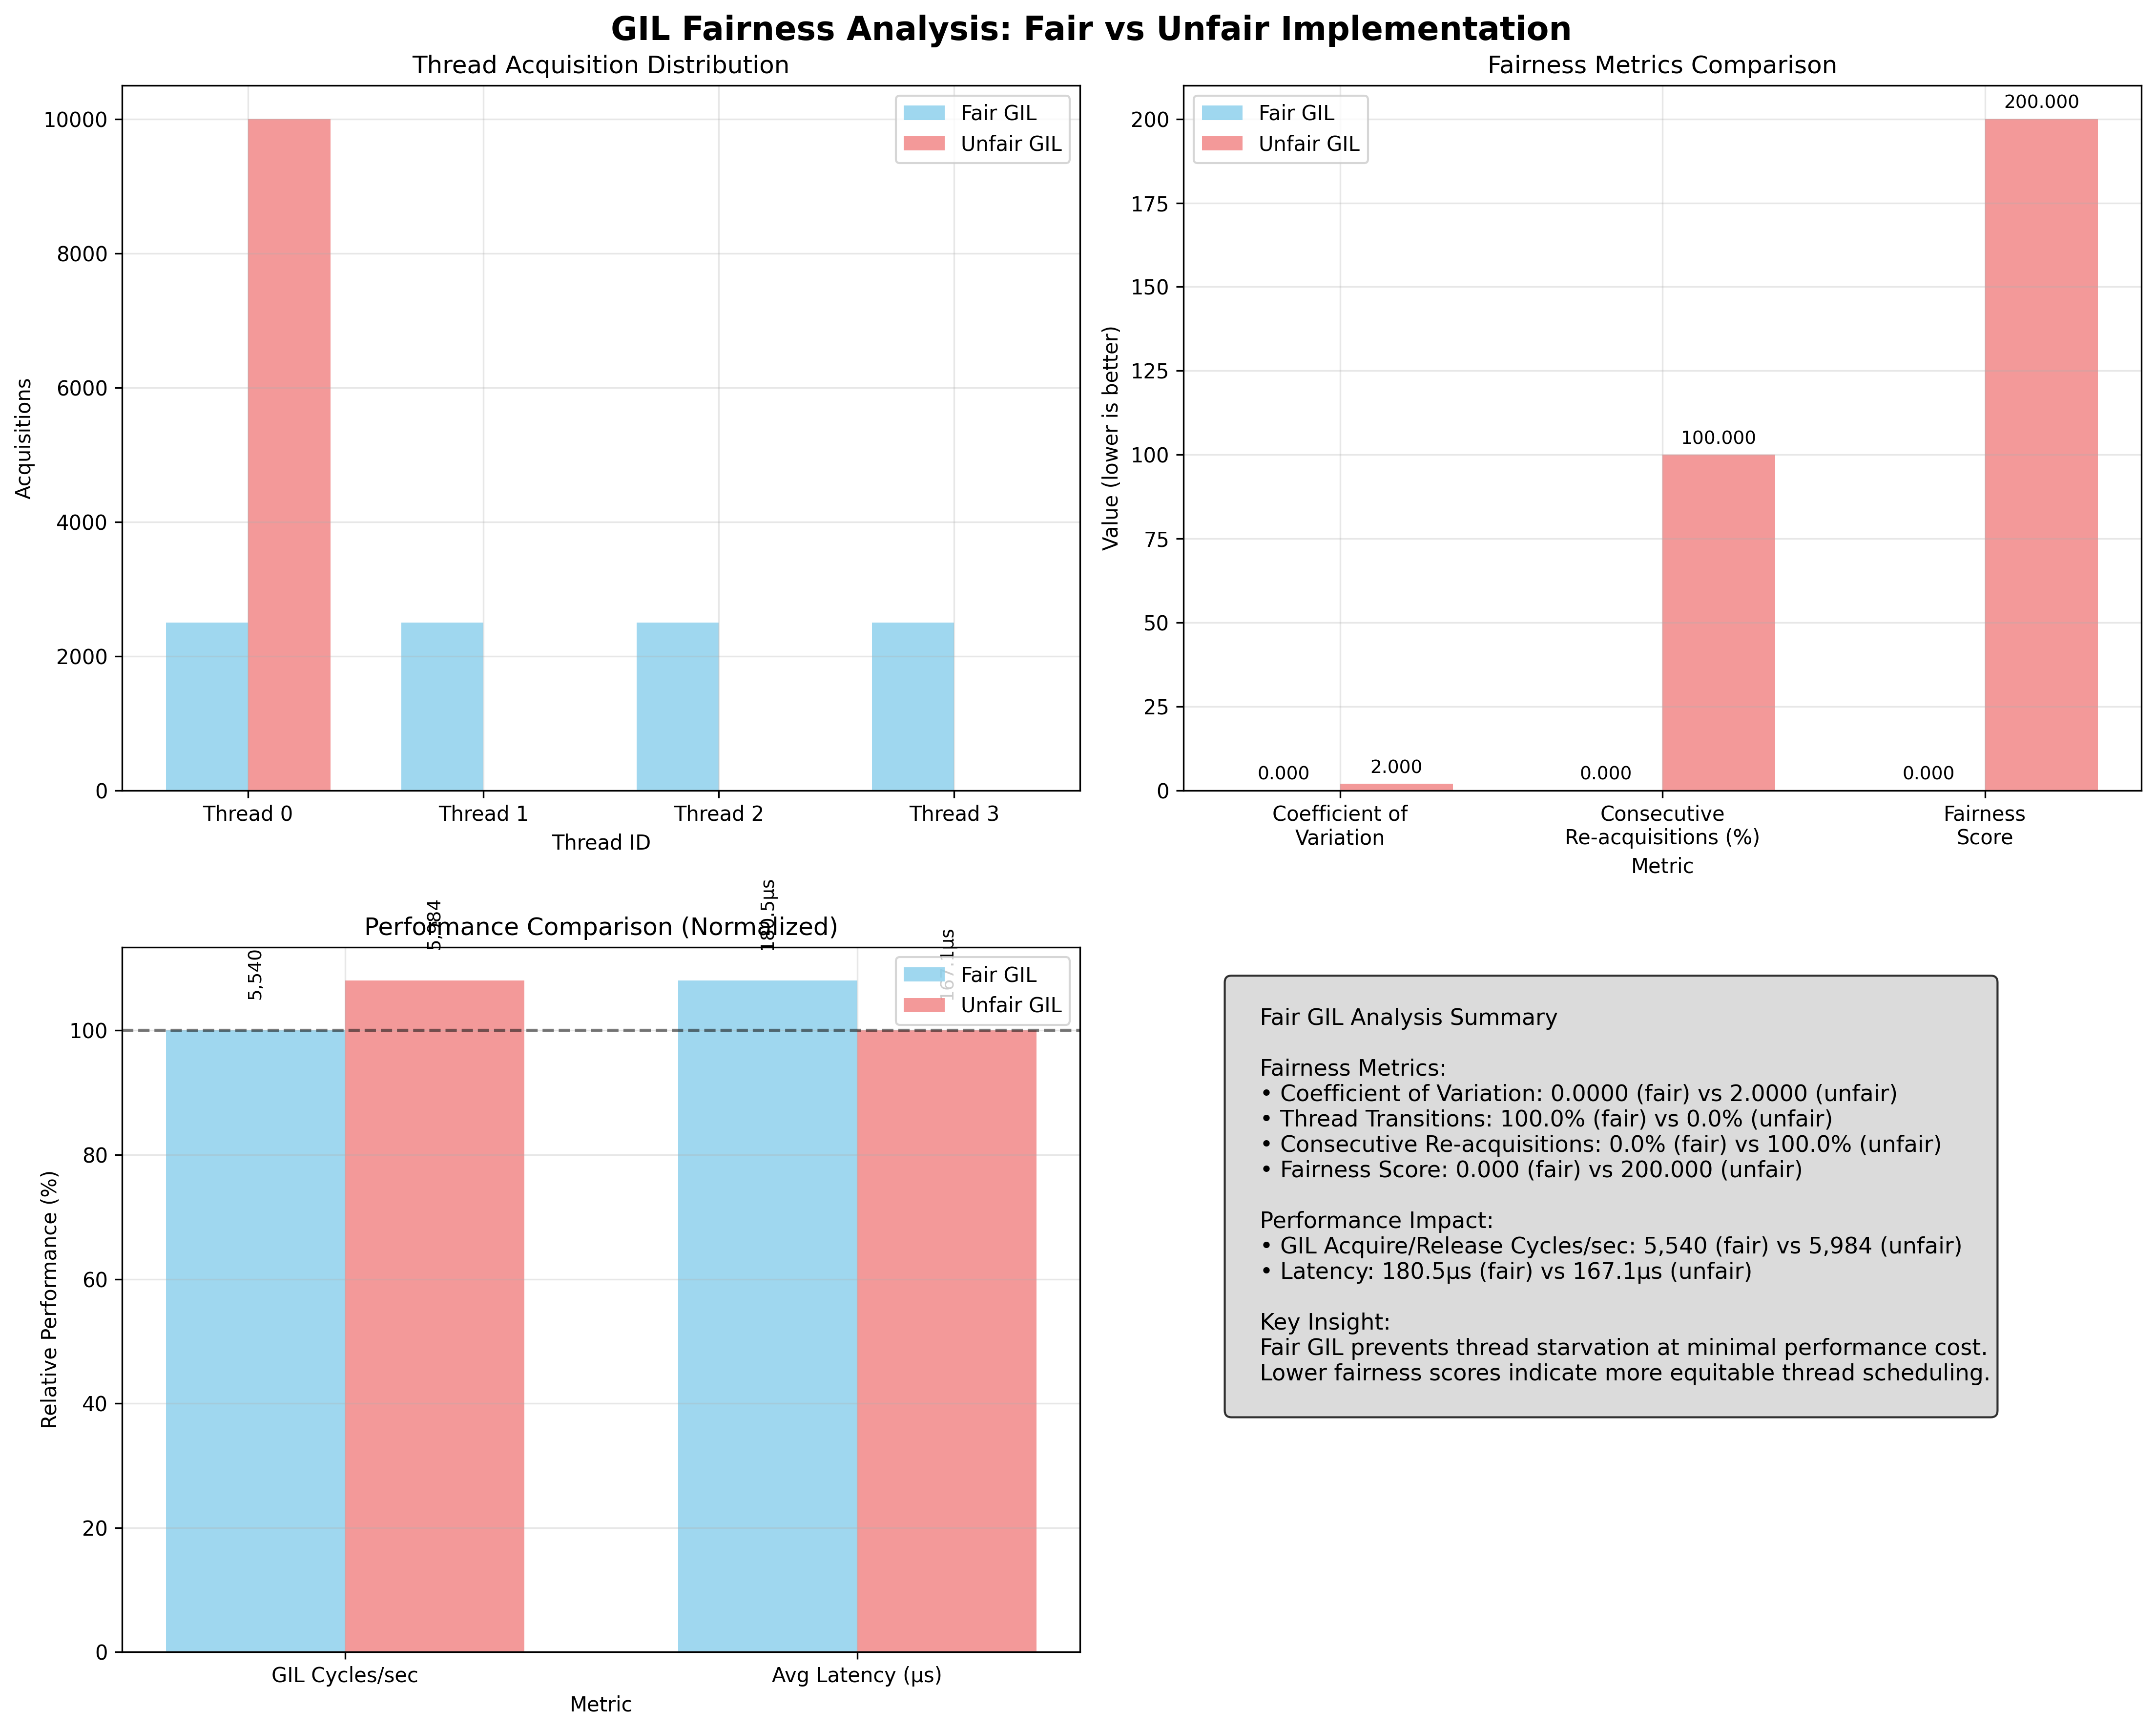 GIL Fairness Analysis: Fair vs Unfair Implementation
Thread Acquisition Distribution
Acquisitions
10000
8000
6000
4000
2000
0
Fair GIL
Unfair GIL
Thread 0
Thread 1
Thread 2
Thread 3
Thread ID
Fairness Metrics Comparison
Value (lower is better)
200
175
150
125
100
75
50
25
0
Fair GIL
Unfair GIL
0.000
2.000
0.000
100.000
0.000
200.000
Coefficient of
Variation
Consecutive
Re-acquisitions (%)
Fairness
Score
Metric
Performance Comparison (Normalized)
Relative Performance (%)
100
80
60
40
20
0
5,540
5,984
180.5µs
167.1µs
Fair GIL
Unfair GIL
GIL Cycles/sec
Avg Latency (µs)
Metric
Fair GIL Analysis Summary
Fairness Metrics:
• Coefficient of Variation: 0.0000 (fair) vs 2.0000 (unfair)
• Thread Transitions: 100.0% (fair) vs 0.0% (unfair)
• Consecutive Re-acquisitions: 0.0% (fair) vs 100.0% (unfair)
• Fairness Score: 0.000 (fair) vs 200.000 (unfair)
Performance Impact:
• GIL Acquire/Release Cycles/sec: 5,540 (fair) vs 5,984 (unfair)
• Latency: 180.5µs (fair) vs 167.1µs (unfair)
Key Insight:
Fair GIL prevents thread starvation at minimal performance cost.
Lower fairness scores indicate more equitable thread scheduling.